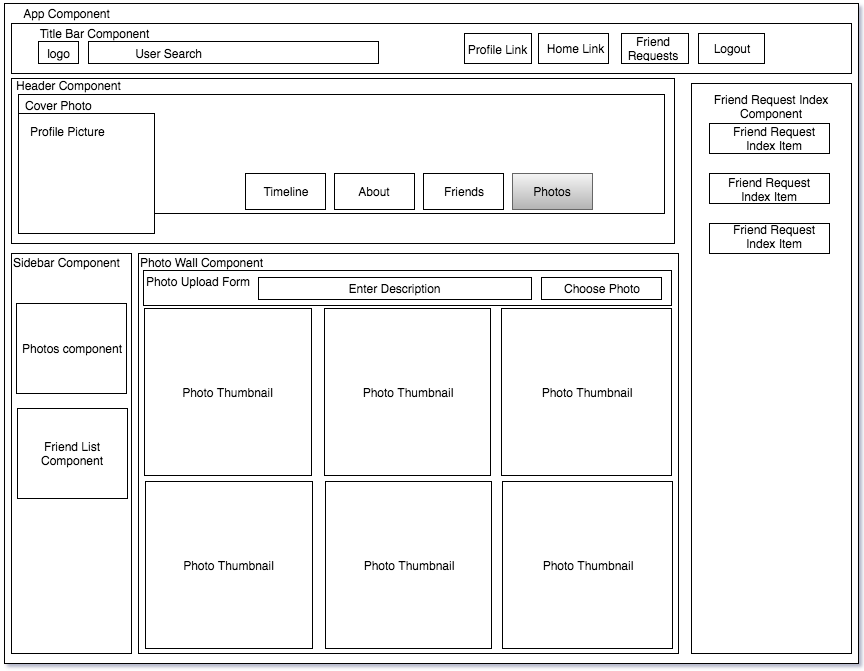 App Component
Title Bar Component
logo
User Search
Profile Link
Home Link
Friend
Requests
Logout
Header Component
Cover Photo
Profile Picture
Timeline
About
Friends
Photos
Friend Request Index
Component
Friend Request
Index Item
Friend Request
Index Item
Friend Request
Index Item
Sidebar Component
Photos component
Friend List
Component
Photo Wall Component
Photo Upload Form
Enter Description
Choose Photo
Photo Thumbnail
Photo Thumbnail
Photo Thumbnail
Photo Thumbnail
Photo Thumbnail
Photo Thumbnail